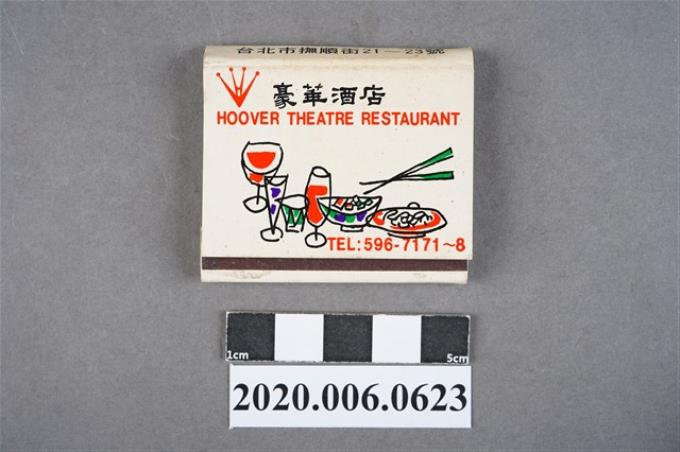 台北市撫順街21～23號
豪華酒店
HOOVER THEATRE RESTAURANT
TEL:596-7171~8
1cm 5cm
2020.006.0623